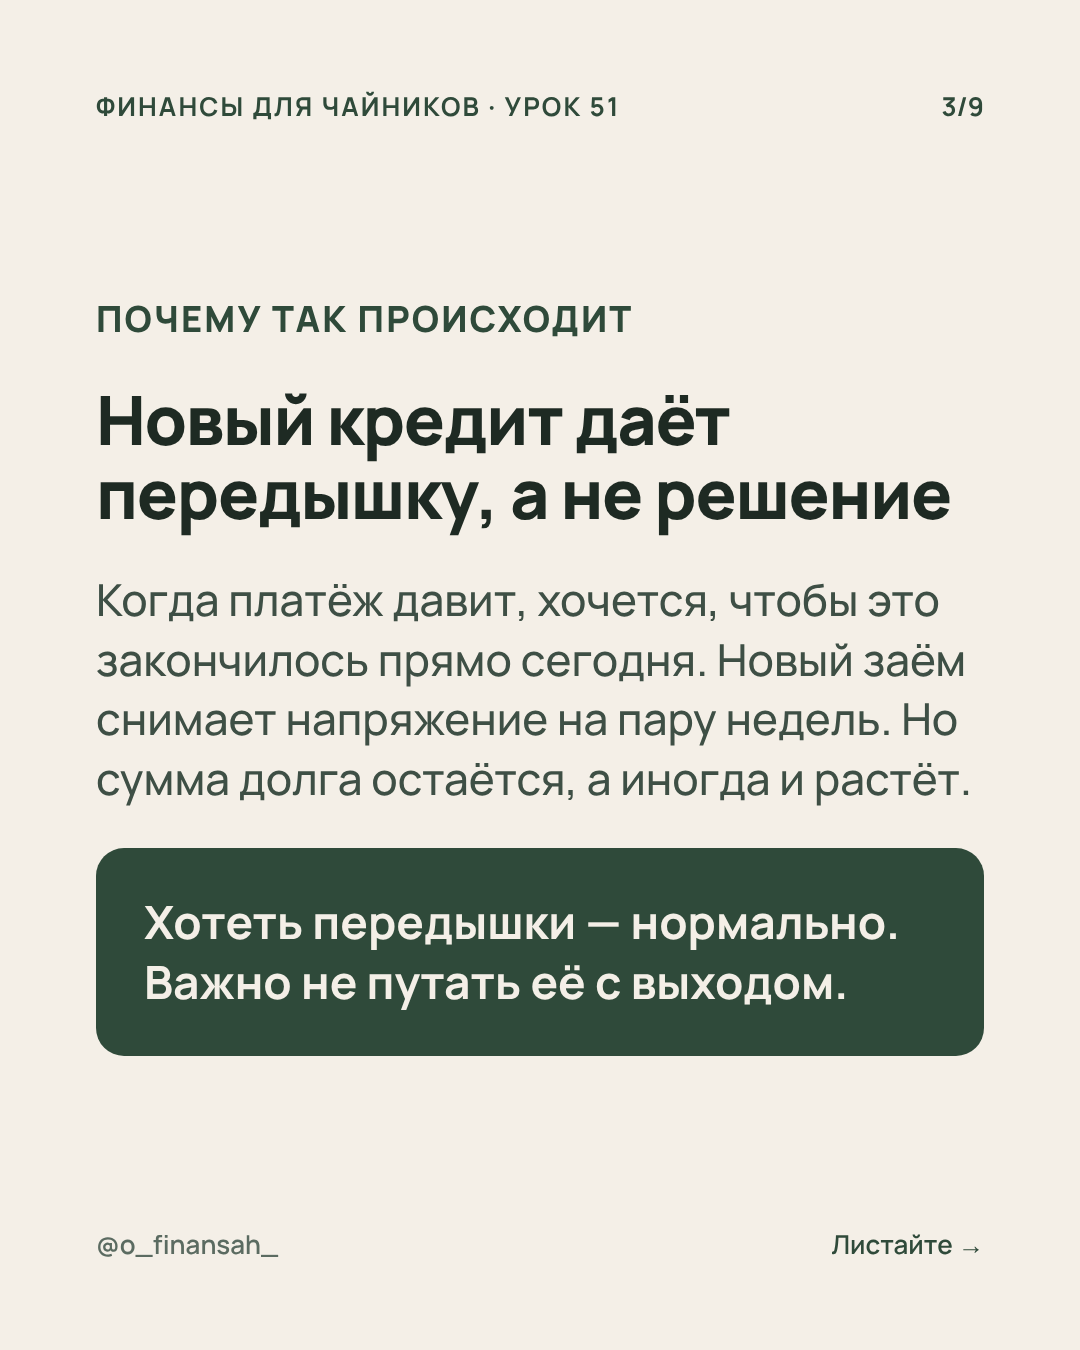 ФИНАНСЫ ДЛЯ ЧАЙНИКОВ · УРОК 51
3/9
ПОЧЕМУ ТАК ПРОИСХОДИТ
Новый кредит даёт
передышку, а не решение
Когда платёж давит, хочется, чтобы это
закончилось прямо сегодня. Новый заём
снимает напряжение на пару недель. Но
сумма долга остаётся, а иногда и растёт.
Хотеть передышки — нормально.
Важно не путать её с выходом.
@o_finansah_
Листайте →